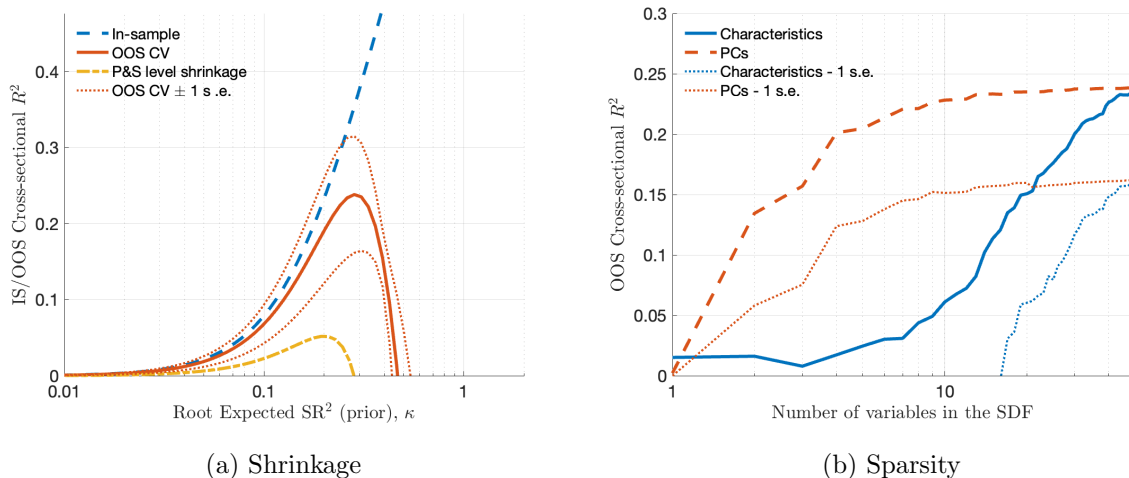 In-sample
OOS CV
P&S level shrinkage
OOS CV ± 1 s .e.
IS/OOS Cross-sectional R²
0.4
0.3
0.2
0.1
0
0.01
0.1
1
Root Expected SR² (prior), κ
(a) Shrinkage
Characteristics
PCs
Characteristics - 1 s.e.
PCs - 1 s.e.
OOS Cross-sectional R²
0.3
0.25
0.2
0.15
0.1
0.05
0
1
10
Number of variables in the SDF
(b) Sparsity